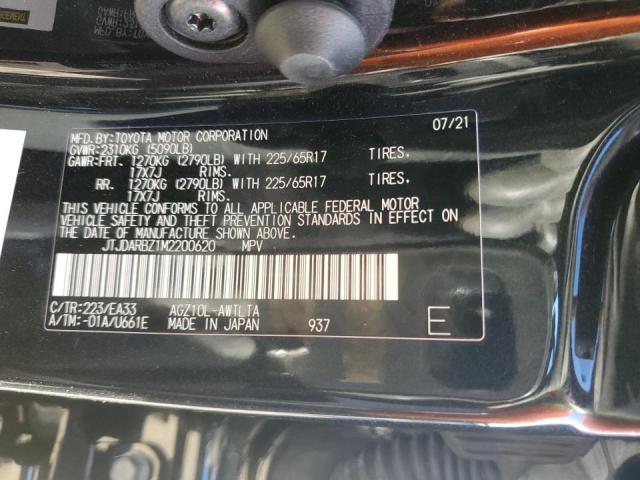 MFD.BY:TOYOTA MOTOR CORPORATION 07/21
GVWR:2310KG (5090LB)
GAWR:FRT. 1270KG (2790LB) WITH 225/65R17 TIRES.
17X7J RIMS.
RR. 1270KG (2790LB) WITH 225/65R17 TIRES.
17X7J RIMS.
THIS VEHICLE CONFORMS TO ALL APPLICABLE FEDERAL MOTOR
VEHICLE SAFETY AND THEFT PREVENTION STANDARDS IN EFFECT ON
THE DATE OF MANUFACTURE SHOWN ABOVE.
JTJDARBZ1M2200620 MPV
C/TR:223/EA33 AGZ10L-AWTLTA
A/TM:-01A/U661E MADE IN JAPAN 937 E